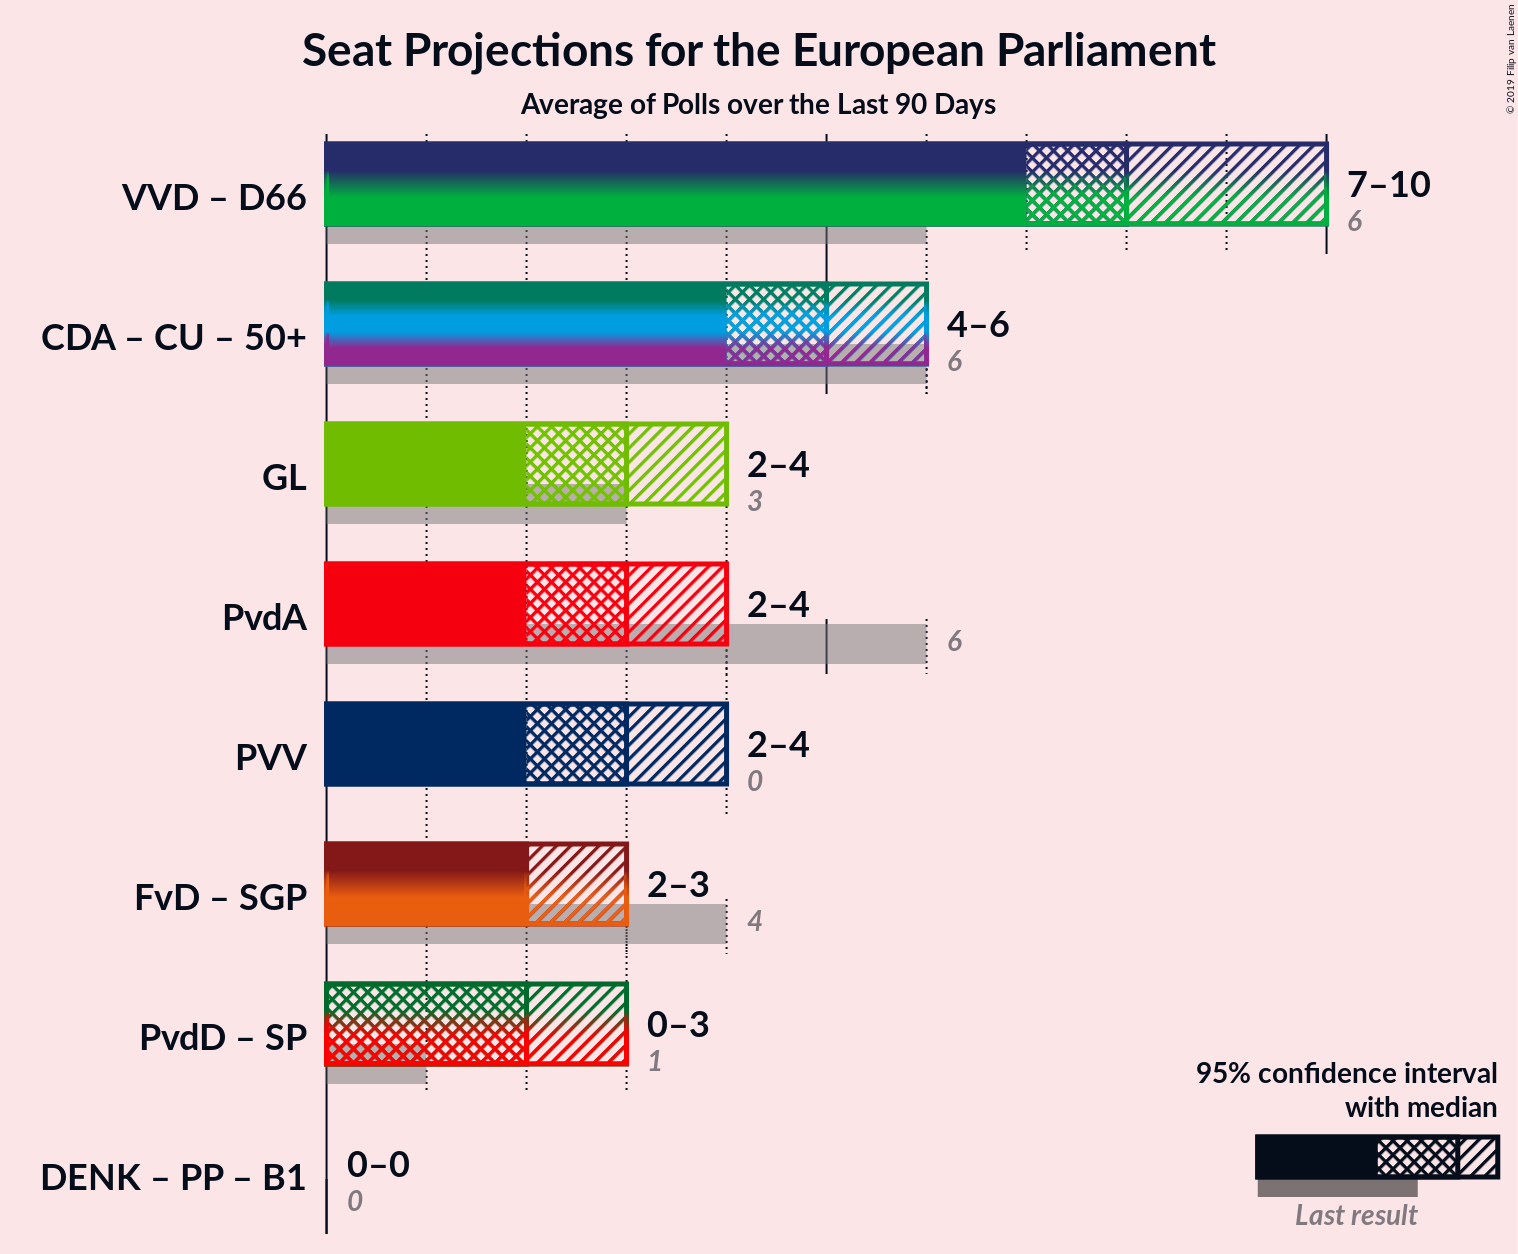 Seat Projections for the European Parliament
Average of Polls over the Last 90 Days
© 2019 Filip van Laenen
VVD – D66
7–10
6
CDA – CU – 50+
4–6
6
GL
2–4
3
PvdA
2–4
6
PVV
2–4
0
FvD – SGP
2–3
4
PvdD – SP
0–3
1
DENK – PP – B1
0–0
0
95% confidence interval
with median
Last result